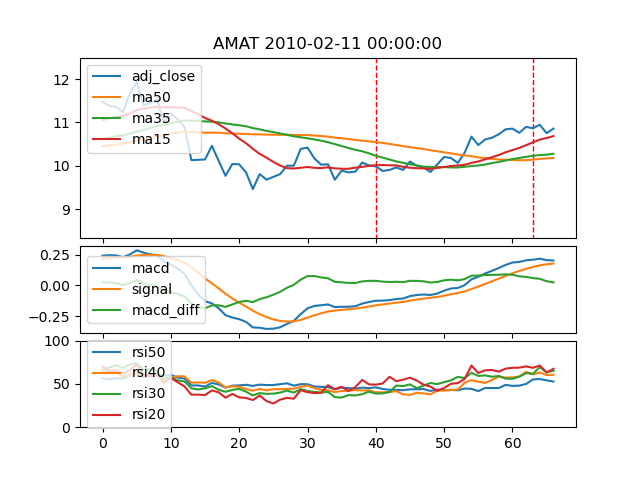 AMAT 2010-02-11 00:00:00
12
11
10
9
adj_close
ma50
ma35
ma15
0.25
0.00
−0.25
macd
signal
macd_diff
100
50
0
rsi50
rsi40
rsi30
rsi20
0 10 20 30 40 50 60